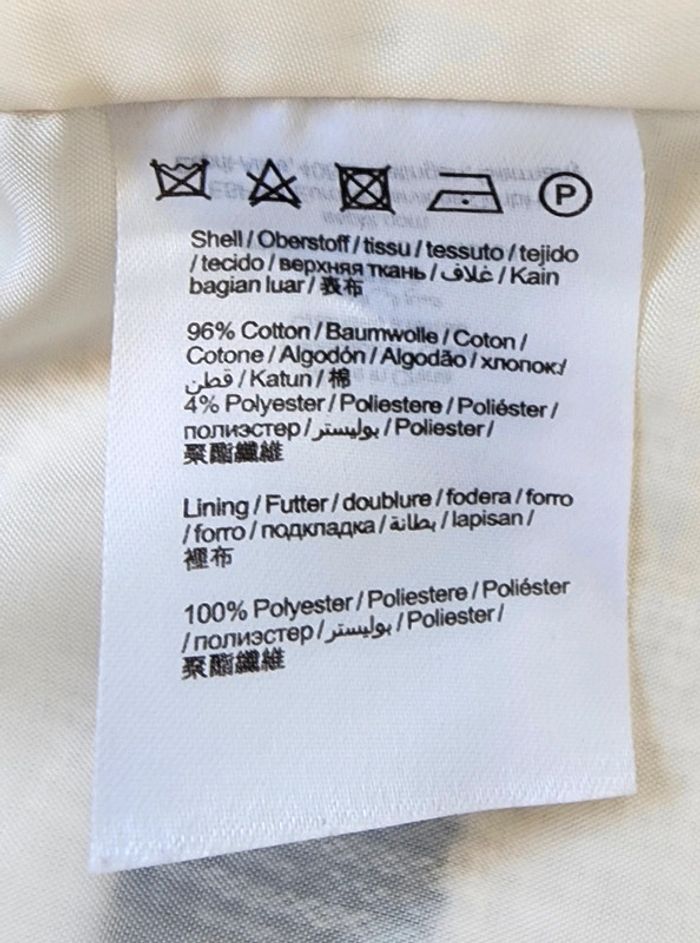 P
Shell / Oberstoff / tissu / tessuto / tejido
/ tecido / верхняя ткань / غلاف / Kain
bagian luar / 表布
96% Cotton / Baumwolle / Coton /
Cotone / Algodón / Algodão / хлопок /
قطن / Katun / 棉
4% Polyester / Poliestere / Poliéster /
полиэстер / بوليستر / Poliester /
聚酯纖維
Lining / Futter / doublure / fodera / forro
/ forro / подкладка / بطانة / lapisan /
裡布
100% Polyester / Poliestere / Poliéster
/ полиэстер / بوليستر / Poliester /
聚酯纖維